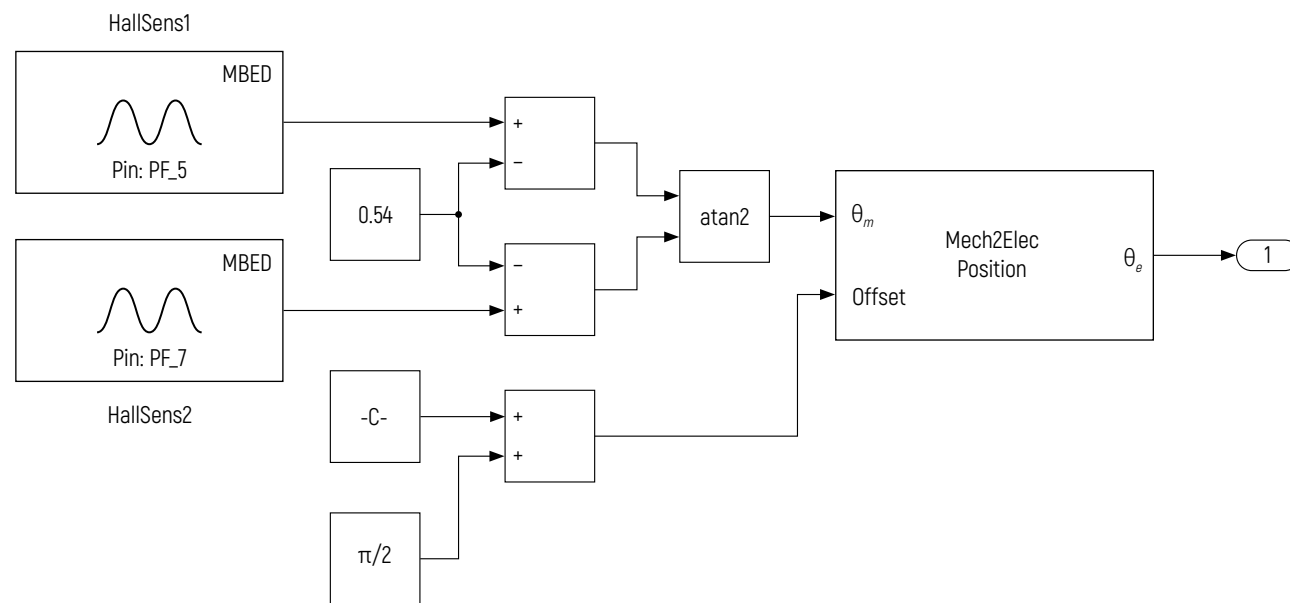 HallSens1
MBED
Pin: PF_5
+
−
0.54
MBED
Pin: PF_7
HallSens2
−
+
atan2
θm
Mech2Elec
Position
θe
Offset
1
-C-
+
+
π/2